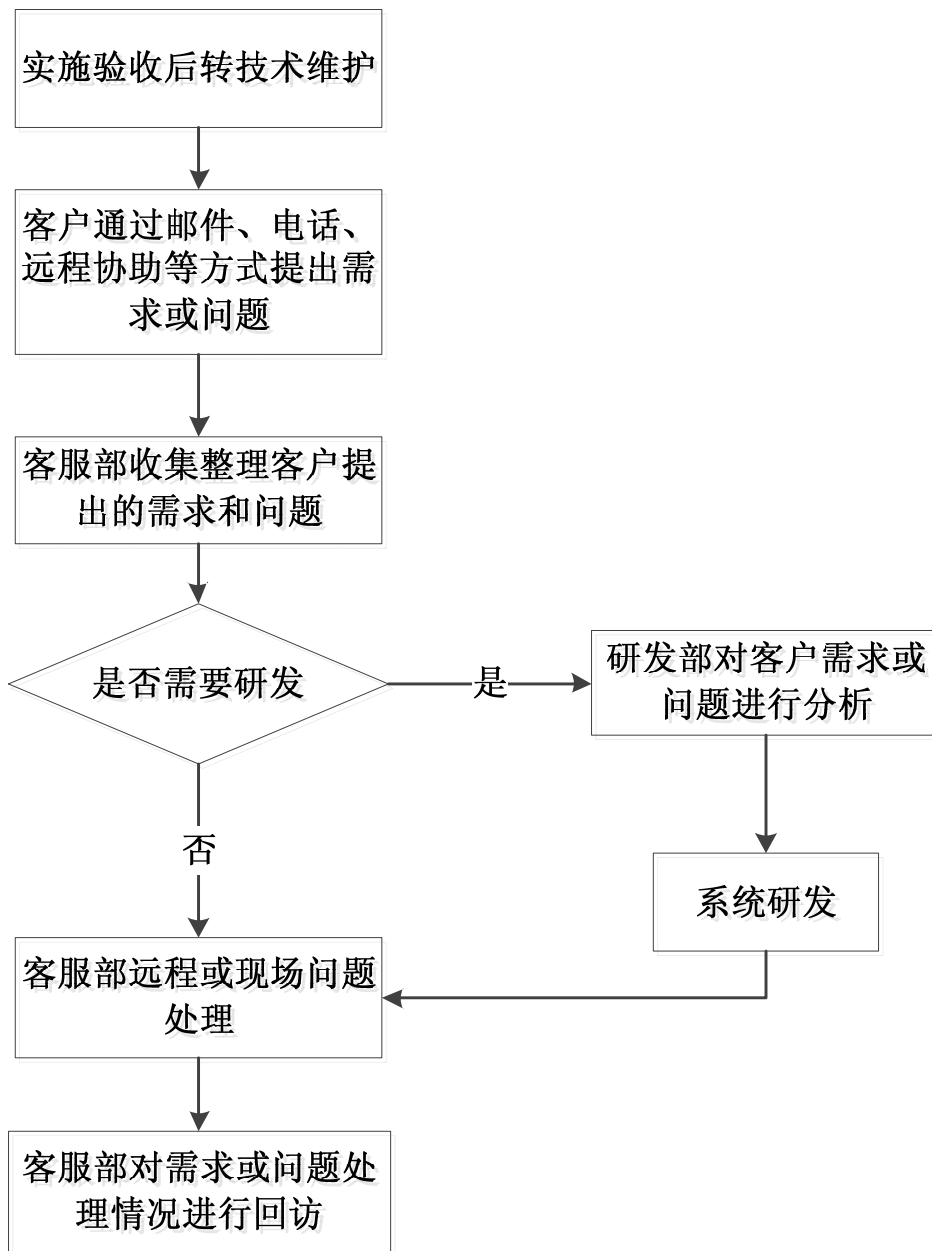 实施验收后转技术维护
客户通过邮件、电话、
远程协助等方式提出需
求或问题
客服部收集整理客户提
出的需求和问题
是否需要研发
是
研发部对客户需求或
问题进行分析
否
系统研发
客服部远程或现场问题
处理
客服部对需求或问题处
理情况进行回访